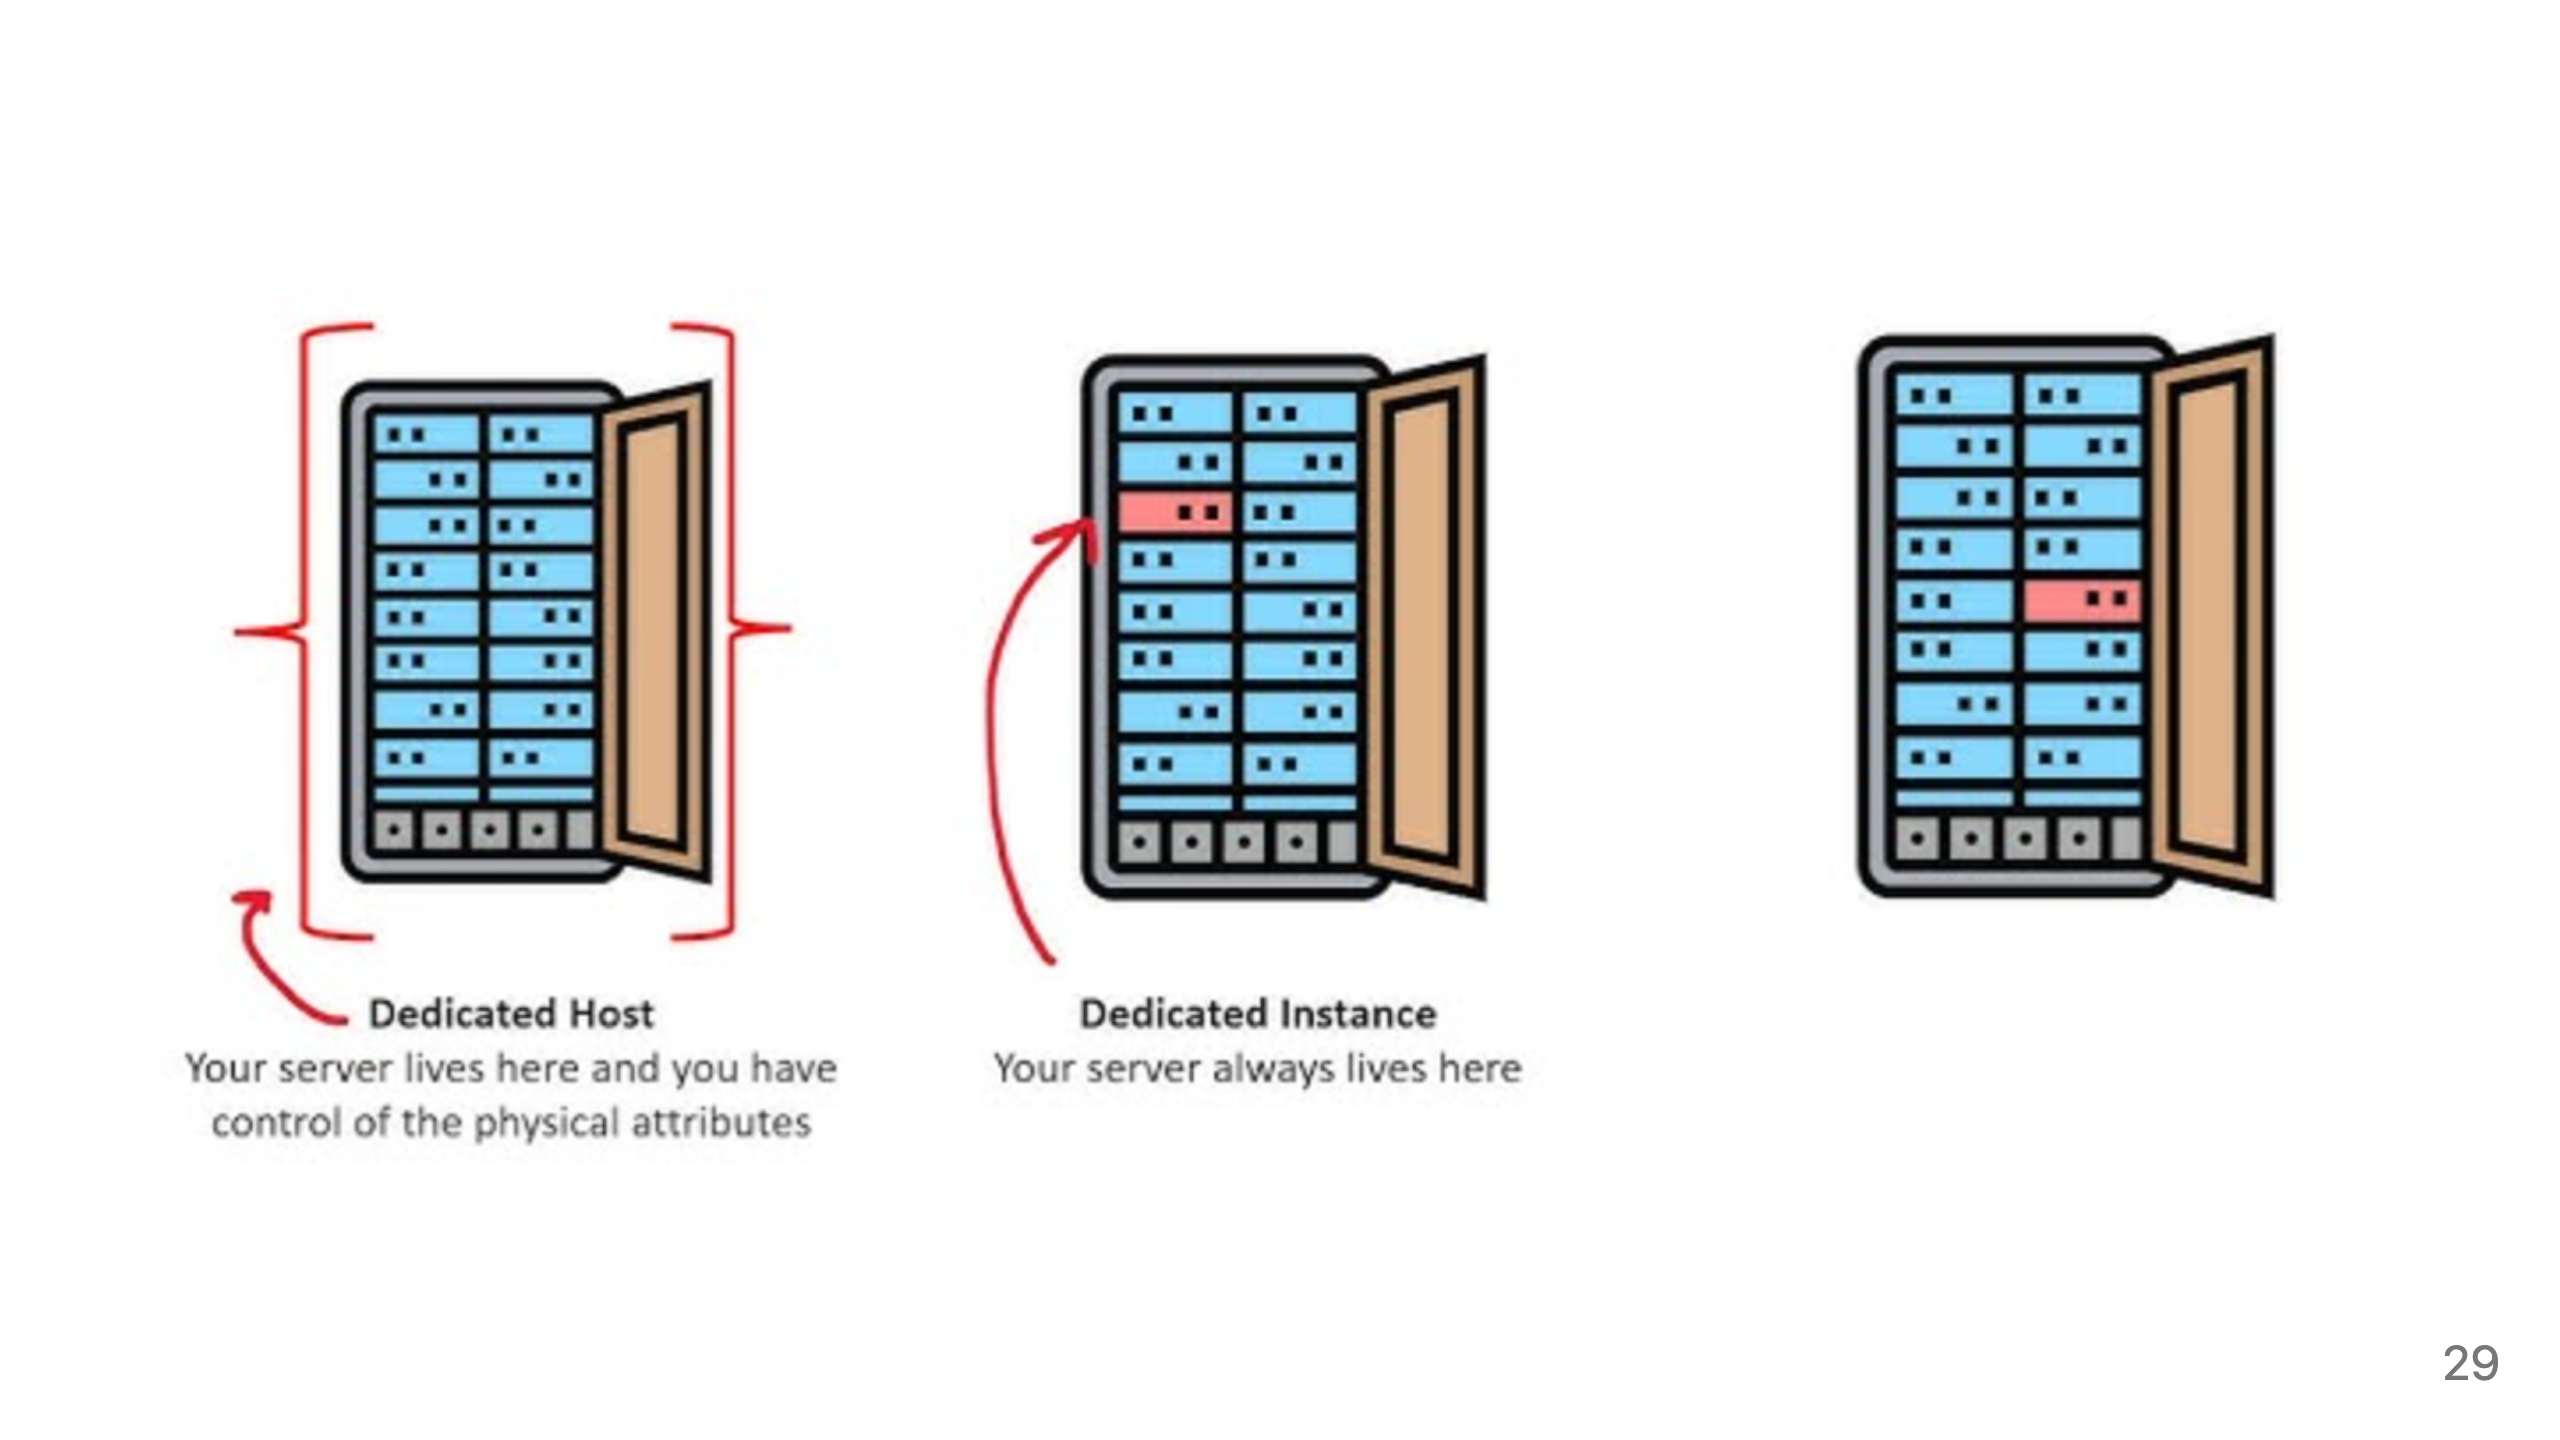 Dedicated Host
Your server lives here and you have
control of the physical attributes
Dedicated Instance
Your server always lives here
29